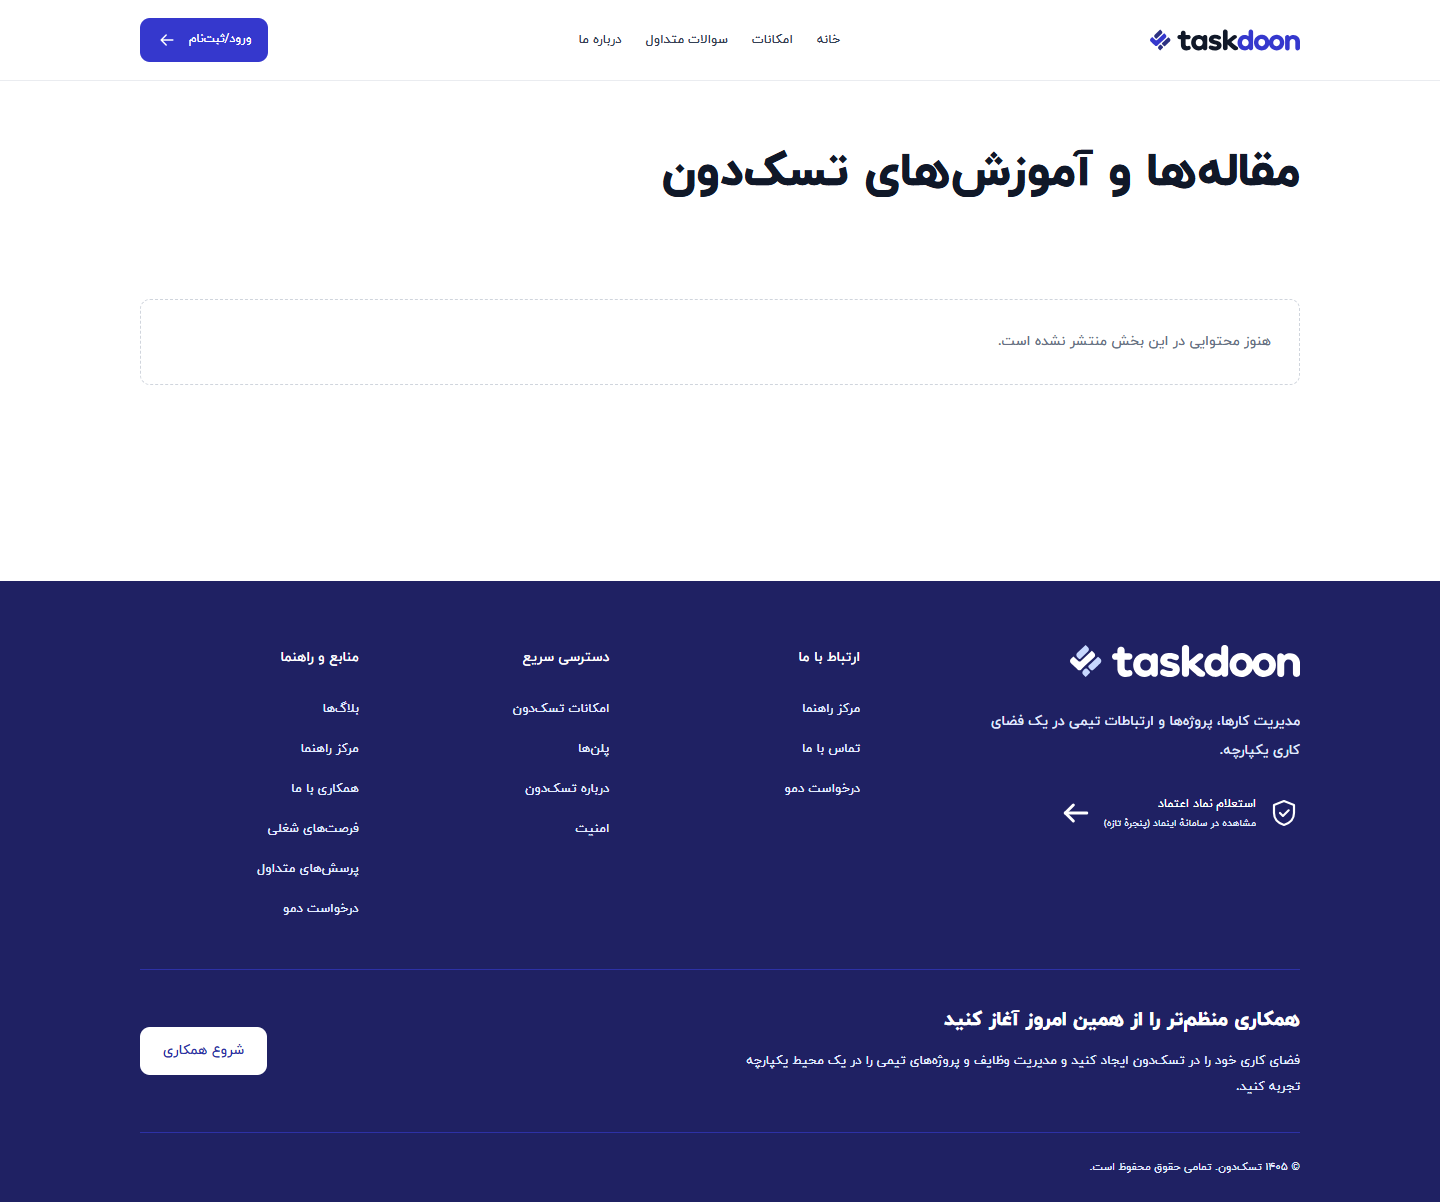 taskdoon
خانه
امکانات
سوالات متداول
درباره ما
ورود/ثبت‌نام
مقاله‌ها و آموزش‌های تسک‌دون
هنوز محتوایی در این بخش منتشر نشده است.
taskdoon
مدیریت کارها، پروژه‌ها و ارتباطات تیمی در یک فضای
کاری یکپارچه.
استعلام نماد اعتماد
مشاهده در سامانهٔ اینماد (پنجرهٔ تازه)
ارتباط با ما
مرکز راهنما
تماس با ما
درخواست دمو
دسترسی سریع
امکانات تسک‌دون
پلن‌ها
درباره تسک‌دون
امنیت
منابع و راهنما
بلاگ‌ها
مرکز راهنما
همکاری با ما
فرصت‌های شغلی
پرسش‌های متداول
درخواست دمو
همکاری منظم‌تر را از همین امروز آغاز کنید
فضای کاری خود را در تسک‌دون ایجاد کنید و مدیریت وظایف و پروژه‌های تیمی را در یک محیط یکپارچه
تجربه کنید.
شروع همکاری
© ۱۴۰۵ تسک‌دون. تمامی حقوق محفوظ است.